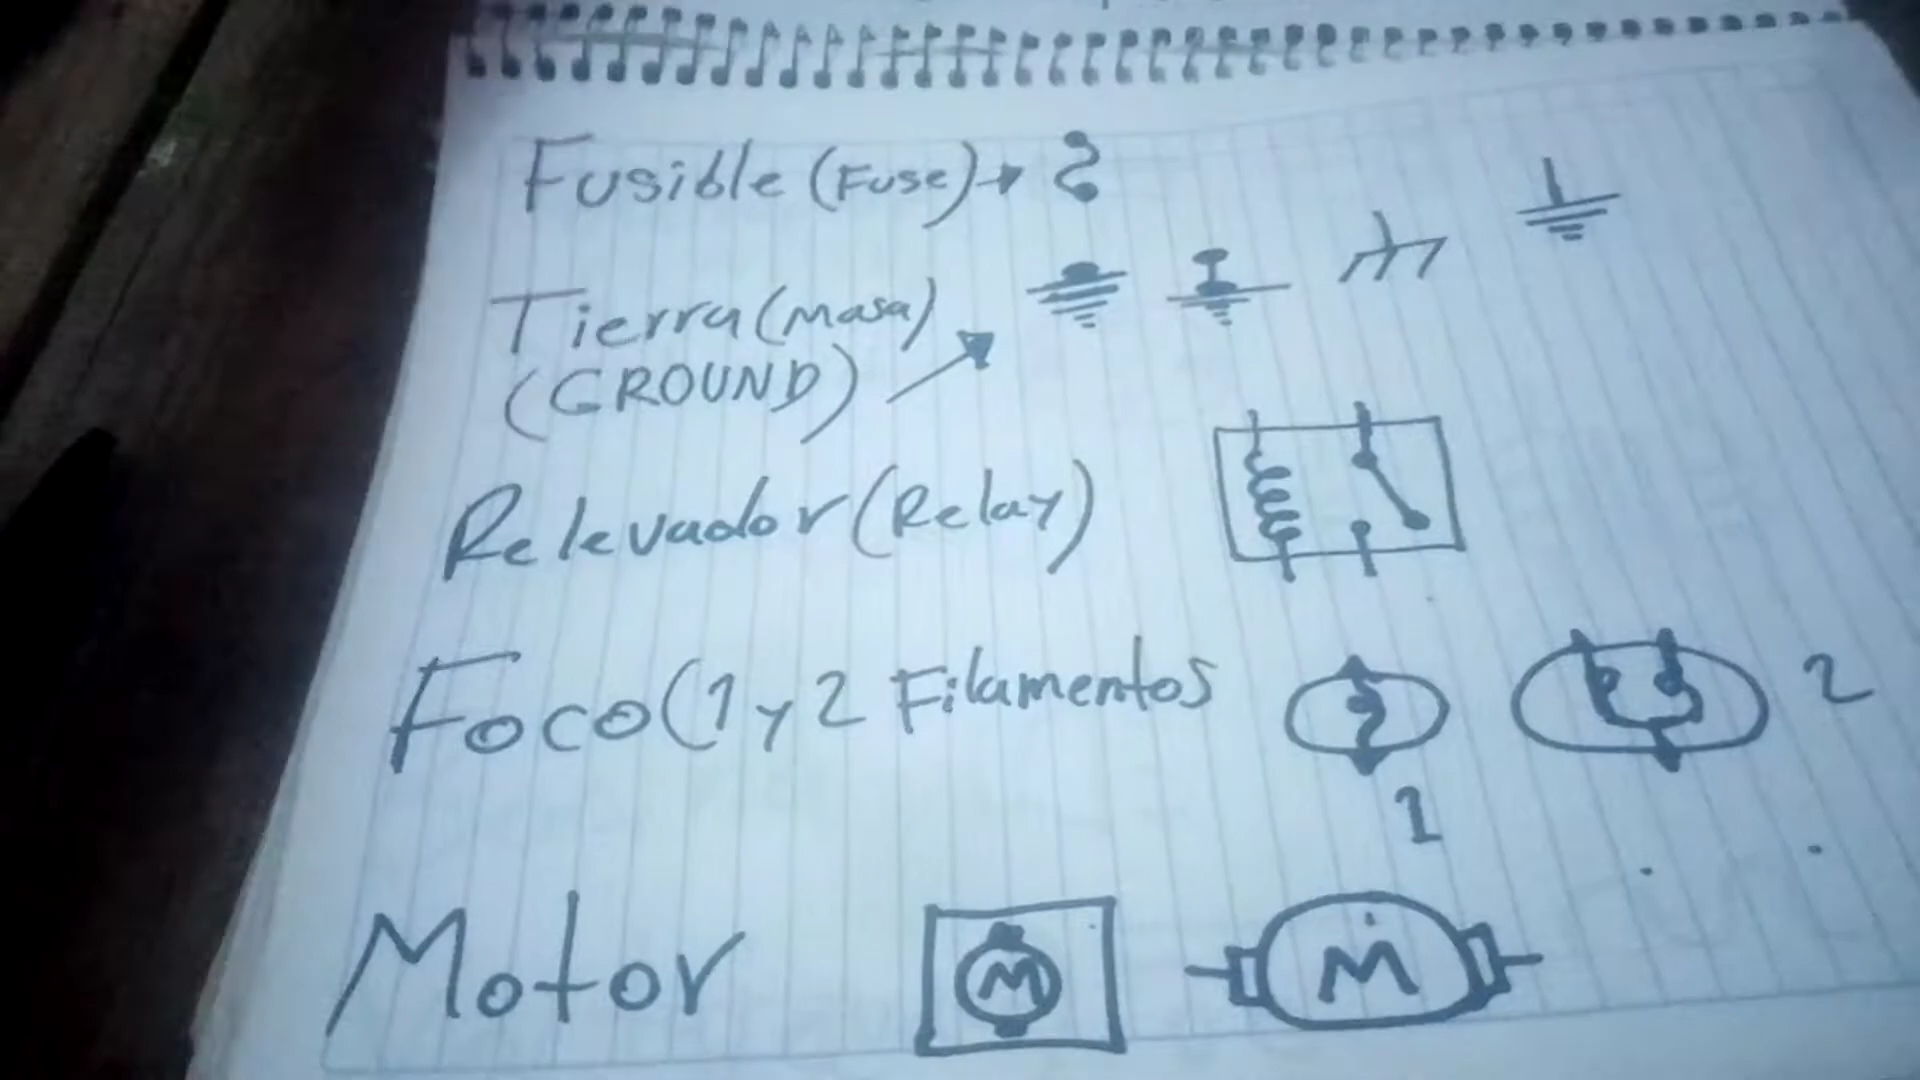 Fusible (Fuse)
Tierra (masa)
(GROUND)
Relevador (Relay)
Foco (1 y 2 Filamentos
2
1
Motor
M
M